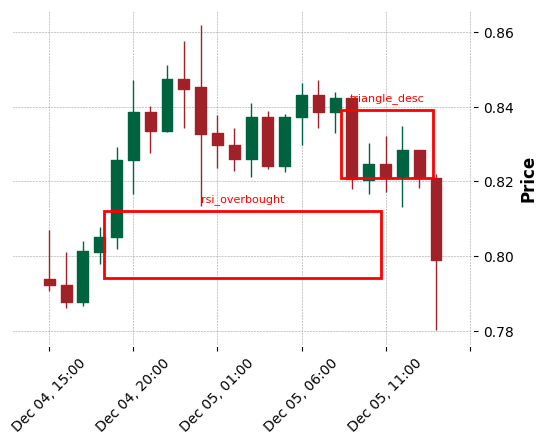 0.86
triangle_desc
0.84
0.82
rsi_overbought
0.80
0.78
Price
Dec 04, 15:00
Dec 04, 20:00
Dec 05, 01:00
Dec 05, 06:00
Dec 05, 11:00